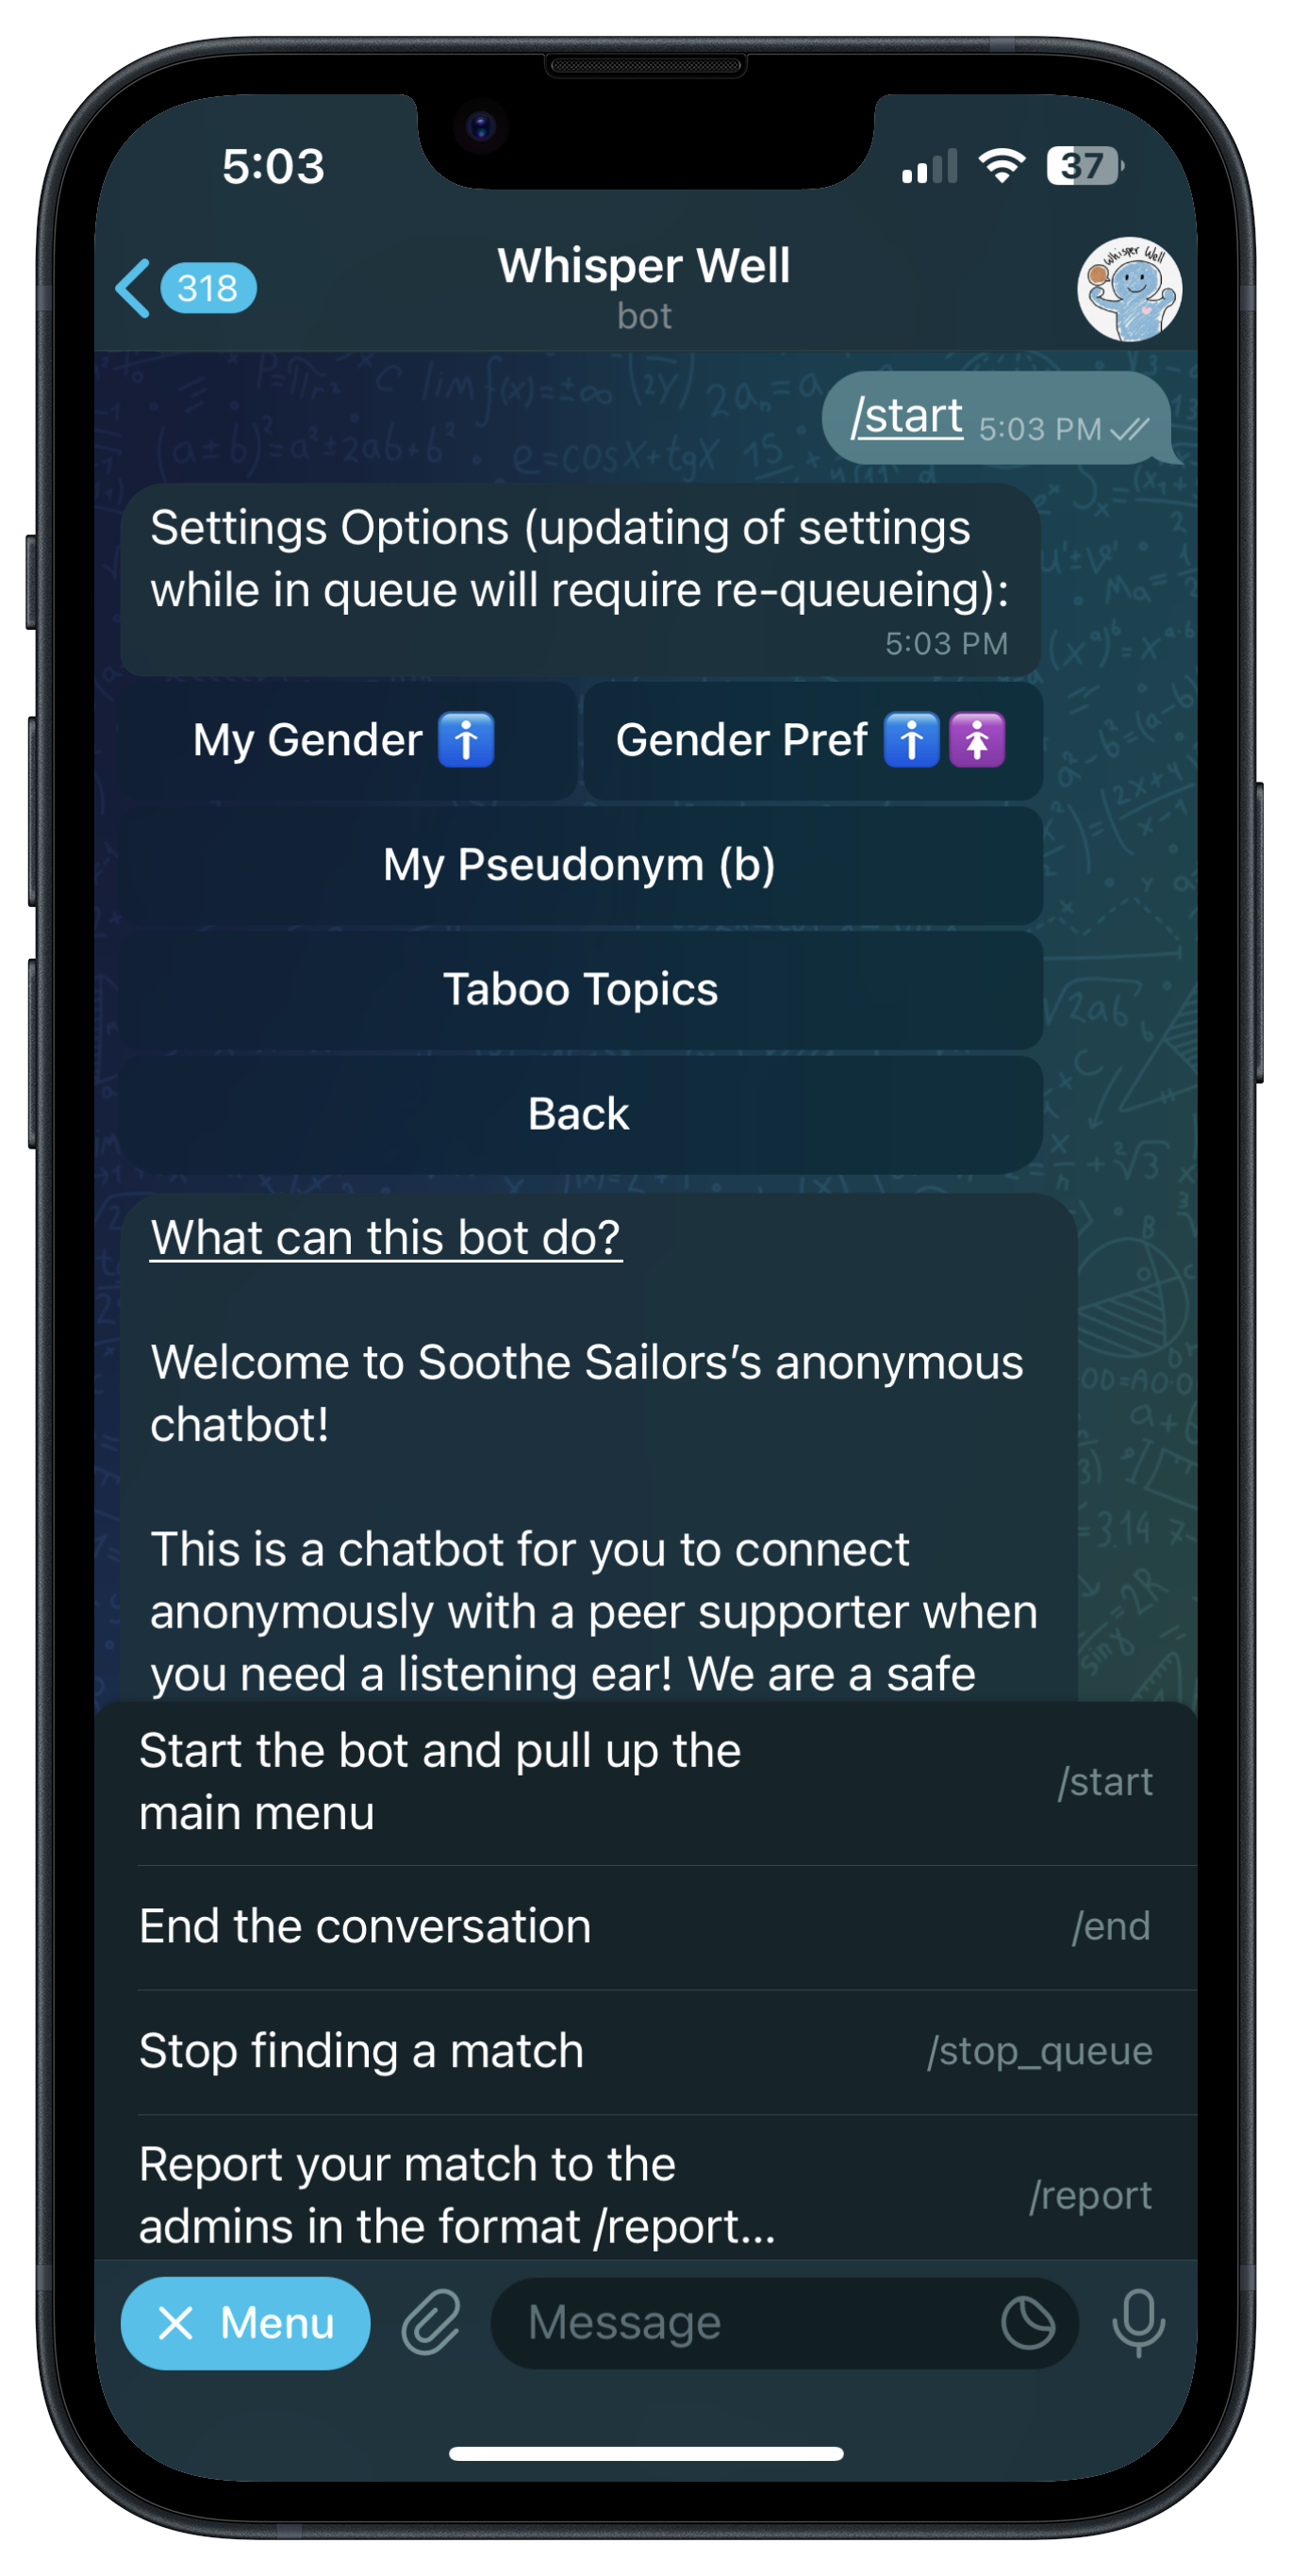 5:03
37
318
Whisper Well
bot
Whisper Well
/start 5:03 PM
Settings Options (updating of settings
while in queue will require re-queueing):
5:03 PM
My Gender 🚹
Gender Pref 🚹🚺
My Pseudonym (b)
Taboo Topics
Back
What can this bot do?
Welcome to Soothe Sailors’s anonymous
chatbot!
This is a chatbot for you to connect
anonymously with a peer supporter when
you need a listening ear! We are a safe
Start the bot and pull up the
main menu
/start
End the conversation
/end
Stop finding a match
/stop_queue
Report your match to the
admins in the format /report...
/report
Menu
Message